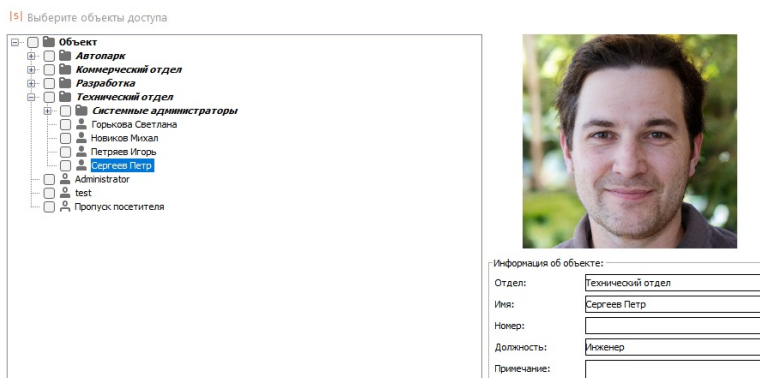 |5| Выберите объекты доступа
Объект
Автопарк
Коммерческий отдел
Разработка
Технический отдел
Системные администраторы
Горькова Светлана
Новиков Михал
Петряев Игорь
Сергеев Петр
Administrator
test
Пропуск посетителя
Информация об объекте:
Отдел: Технический отдел
Имя: Сергеев Петр
Номер:
Должность: Инженер
Примечание: